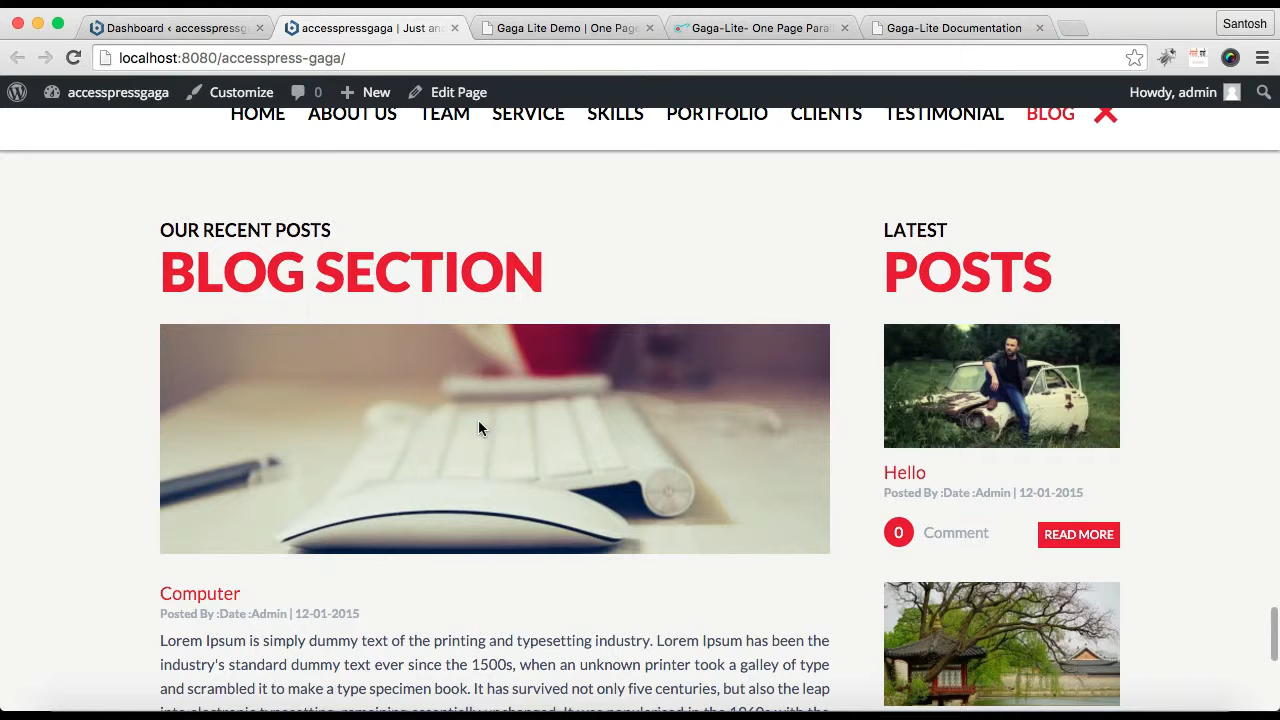 Dashboard ‹ accesspressg
accesspressgaga | Just an
Gaga Lite Demo | One Page
Gaga-Lite- One Page Paral
Gaga-Lite Documentation
Santosh
localhost:8080/accesspress-gaga/
accesspressgaga
Customize
0
New
Edit Page
Howdy, admin
HOME ABOUT US TEAM SERVICE SKILLS PORTFOLIO CLIENTS TESTIMONIAL BLOG
OUR RECENT POSTS
BLOG SECTION
LATEST
POSTS
Hello
Posted By :Date :Admin | 12-01-2015
0 Comment
READ MORE
Computer
Posted By :Date :Admin | 12-01-2015
Lorem Ipsum is simply dummy text of the printing and typesetting industry. Lorem Ipsum has been the
industry's standard dummy text ever since the 1500s, when an unknown printer took a galley of type
and scrambled it to make a type specimen book. It has survived not only five centuries, but also the leap